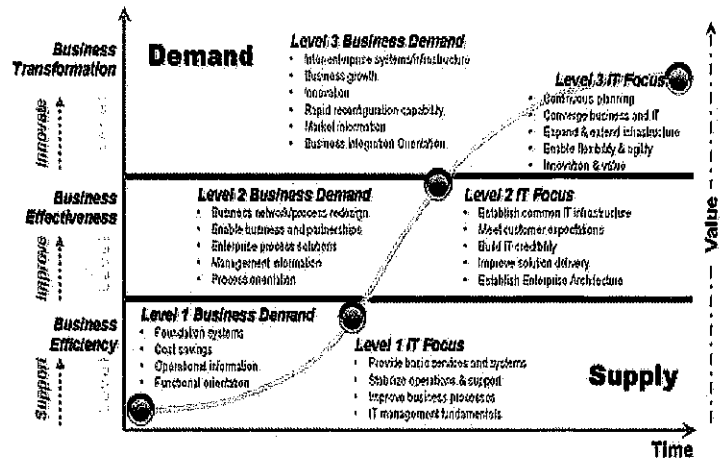 Business
Transformation
Innovate
Demand
Level 3 Business Demand
• Interenterprise systems/infrastructure
• Business growth
• Innovation
• Rapid reconfiguration capability
• Market information
• Business Integration Orientation
Level 3 IT Focus
• Continuous planning
• Converge business and IT
• Expand & extend infrastructure
• Enable flexibility & agility
• Innovation & value
Business
Effectiveness
Improve
Level 2 Business Demand
• Business network/process redesign
• Enable business and partnerships
• Enterprise process solutions
• Management information
• Process orientation
Level 2 IT Focus
• Establish common IT infrastructure
• Meet customer expectations
• Build IT credibility
• Improve solution delivery
• Establish Enterprise Architecture
Business
Efficiency
Support
Level 1 Business Demand
• Foundation systems
• Cost savings
• Operational information
• Functional orientation
Level 1 IT Focus
• Provide basic services and systems
• Stabilize operations & support
• Improve business processes
• IT management fundamentals
Supply
Value
Time